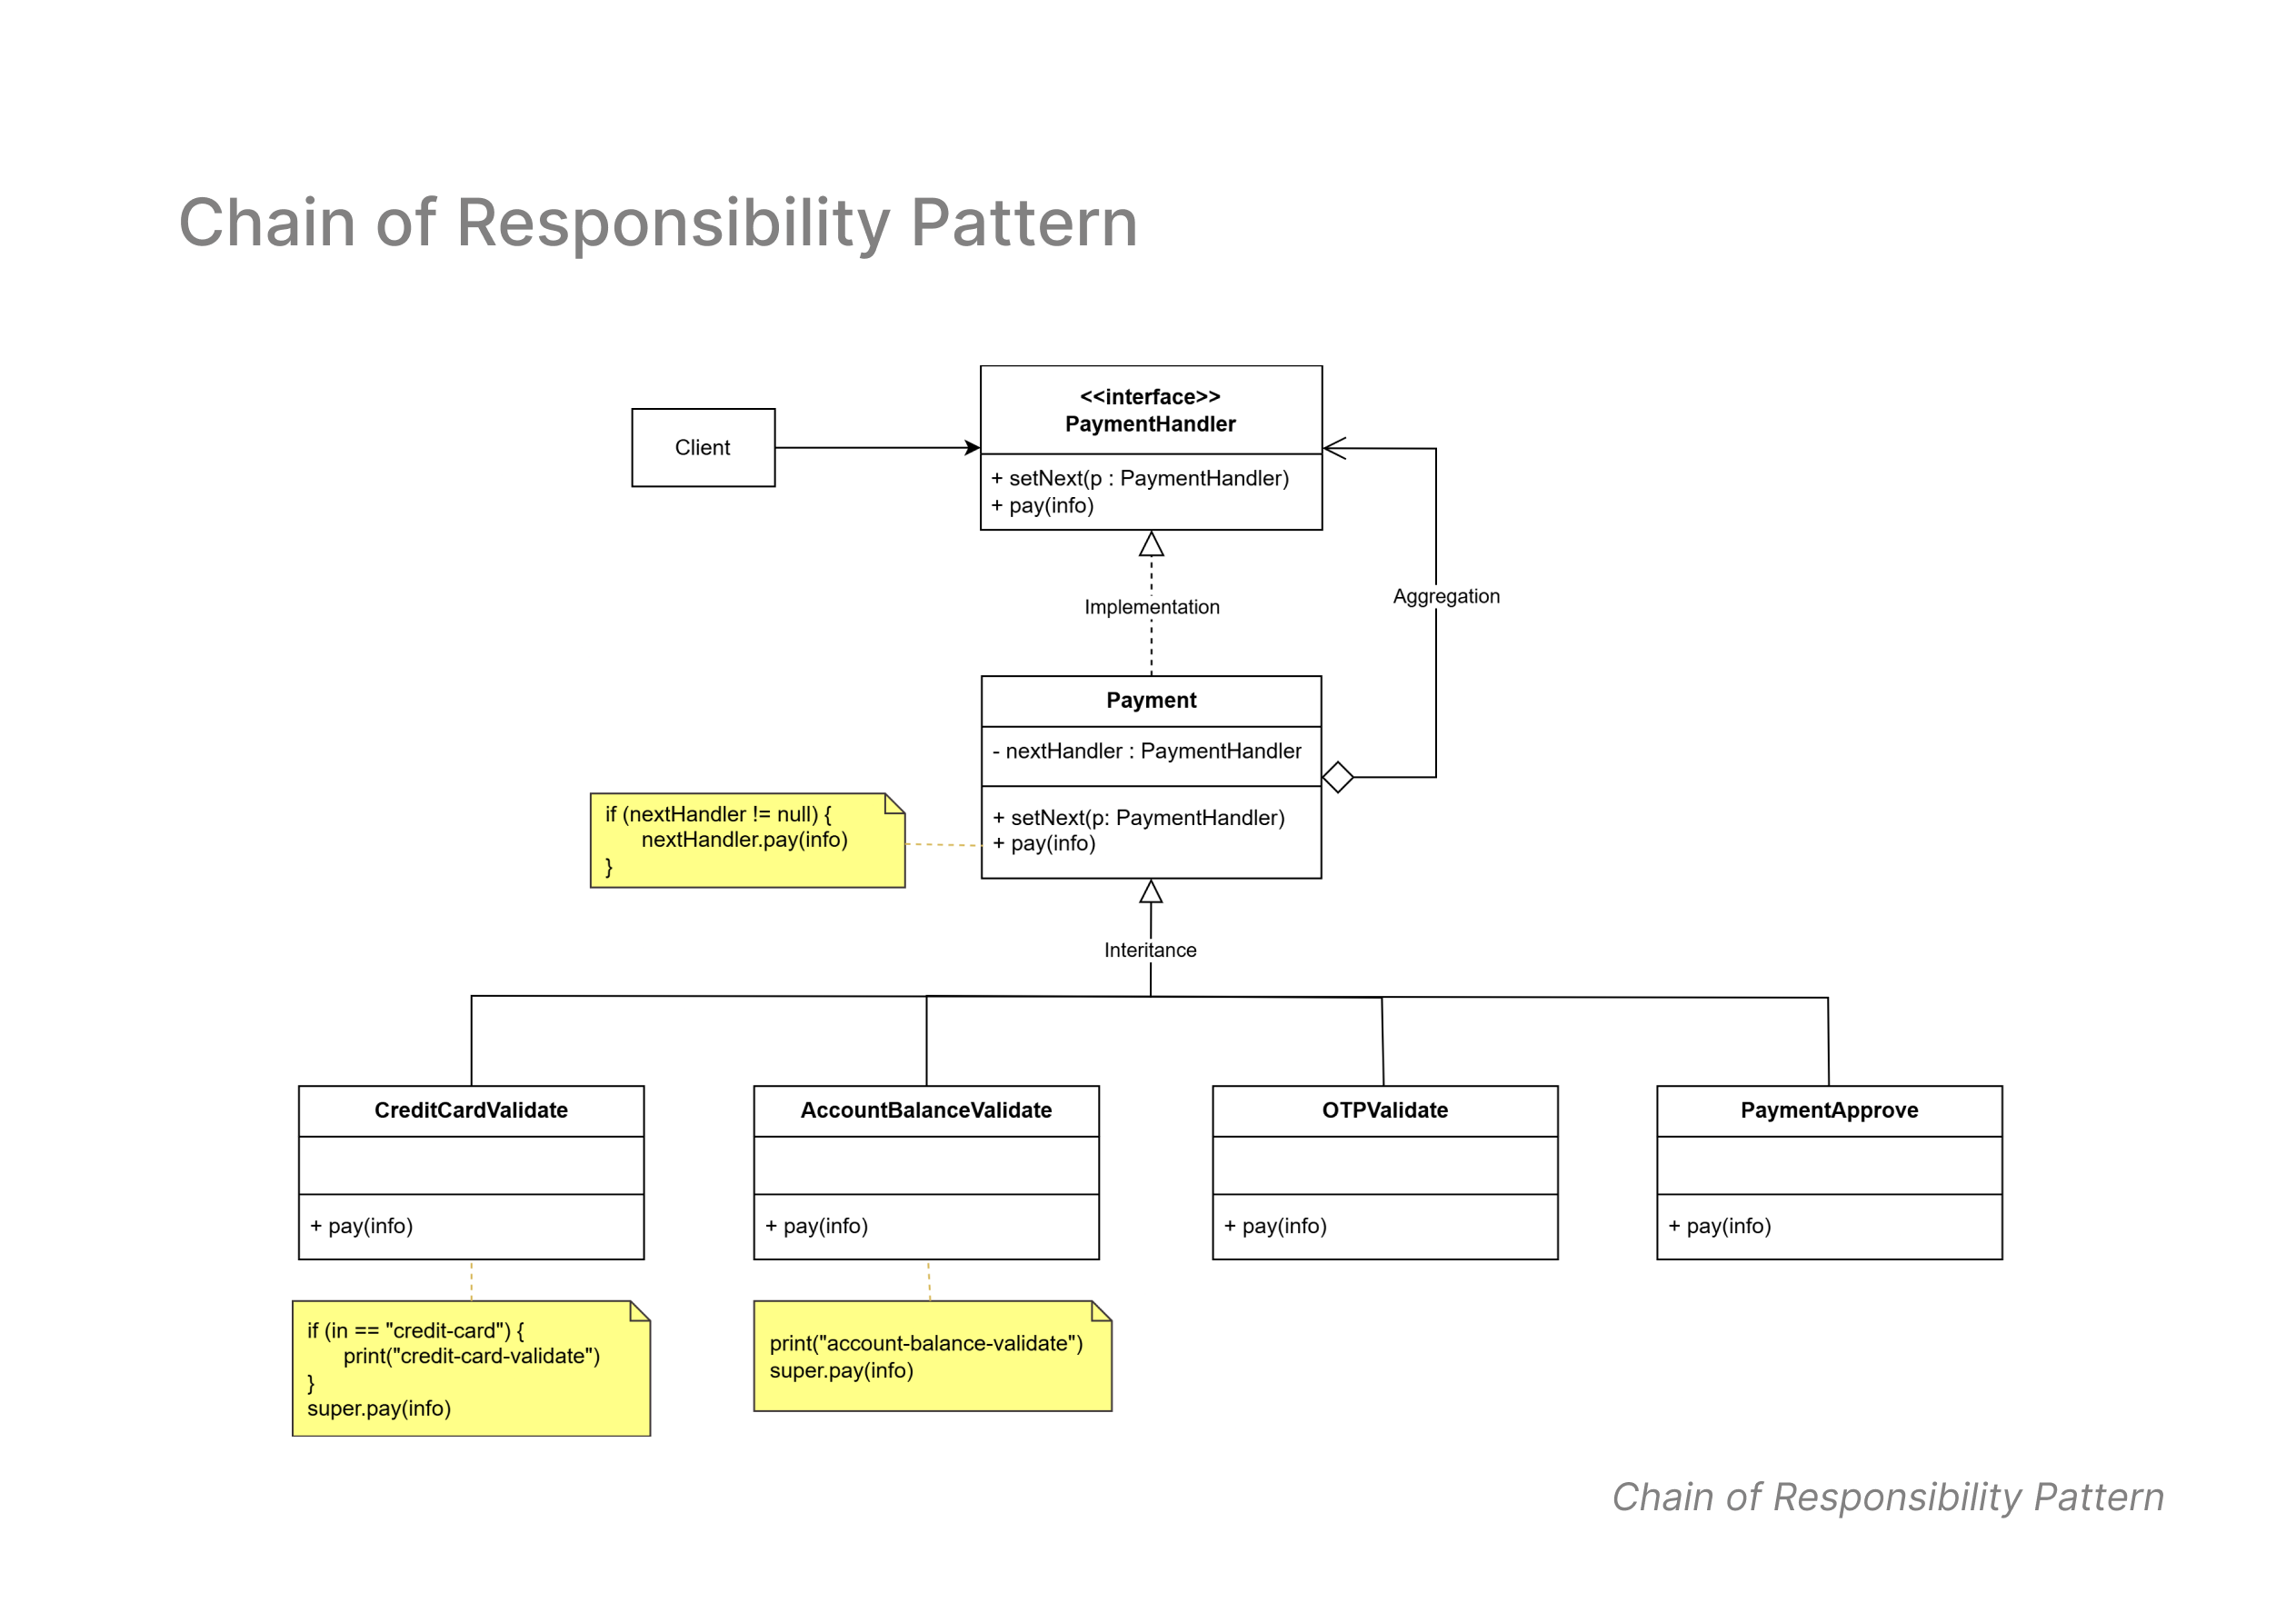 Chain of Responsibility Pattern
Client
<<interface>>
PaymentHandler
+ setNext(p : PaymentHandler)
+ pay(info)
Implementation
Aggregation
Payment
- nextHandler : PaymentHandler
+ setNext(p: PaymentHandler)
+ pay(info)
if (nextHandler != null) {
nextHandler.pay(info)
}
Interitance
CreditCardValidate
+ pay(info)
AccountBalanceValidate
+ pay(info)
OTPValidate
+ pay(info)
PaymentApprove
+ pay(info)
if (in == "credit-card") {
print("credit-card-validate")
}
super.pay(info)
print("account-balance-validate")
super.pay(info)
Chain of Responsibility Pattern